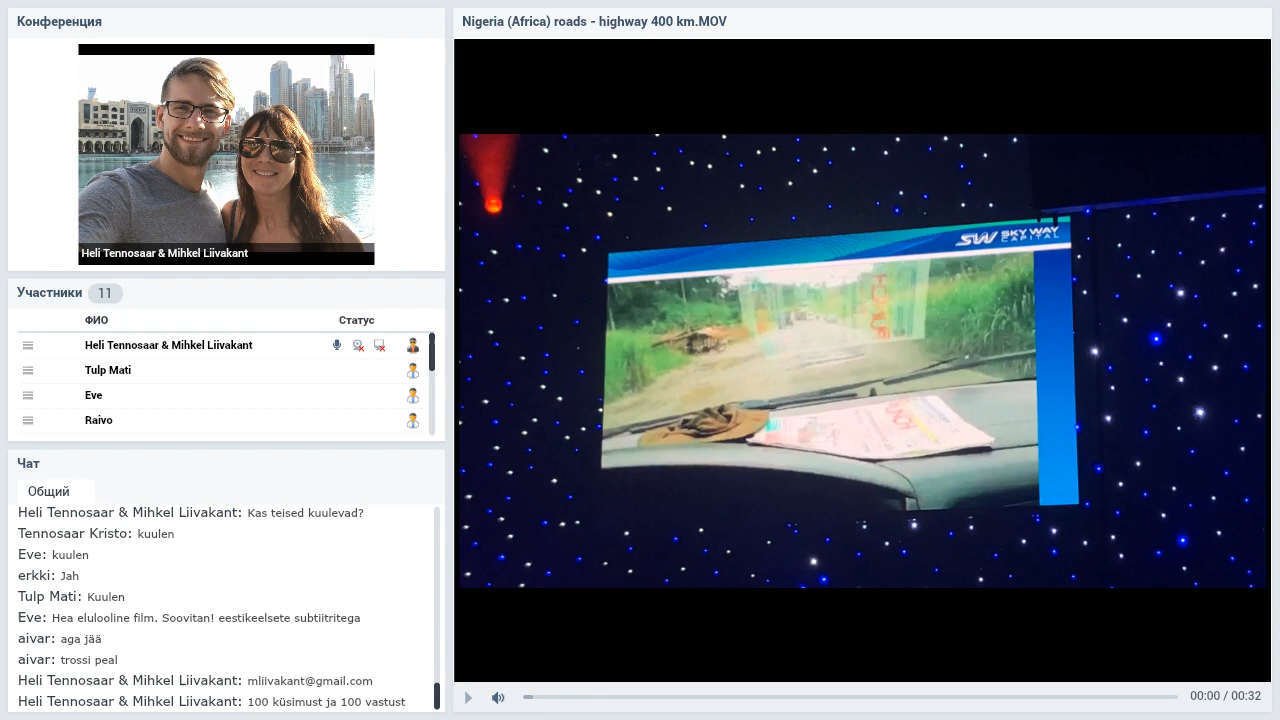 Конференция
Heli Tennosaar & Mihkel Liivakant
Участники 11
ФИО Статус
Heli Tennosaar & Mihkel Liivakant
Tulp Mati
Eve
Raivo
Чат
Общий
Heli Tennosaar & Mihkel Liivakant: Kas teised kuulevad?
Tennosaar Kristo: kuulen
Eve: kuulen
erkki: Jah
Tulp Mati: Kuulen
Eve: Hea elulooline film. Soovitan! eestikeelsete subtiitritega
aivar: aga jää
aivar: trossi peal
Heli Tennosaar & Mihkel Liivakant: mliivakant@gmail.com
Heli Tennosaar & Mihkel Liivakant: 100 küsimust ja 100 vastust
Nigeria (Africa) roads - highway 400 km.MOV
SW SKY WAY
CAPITAL
00:00 / 00:32